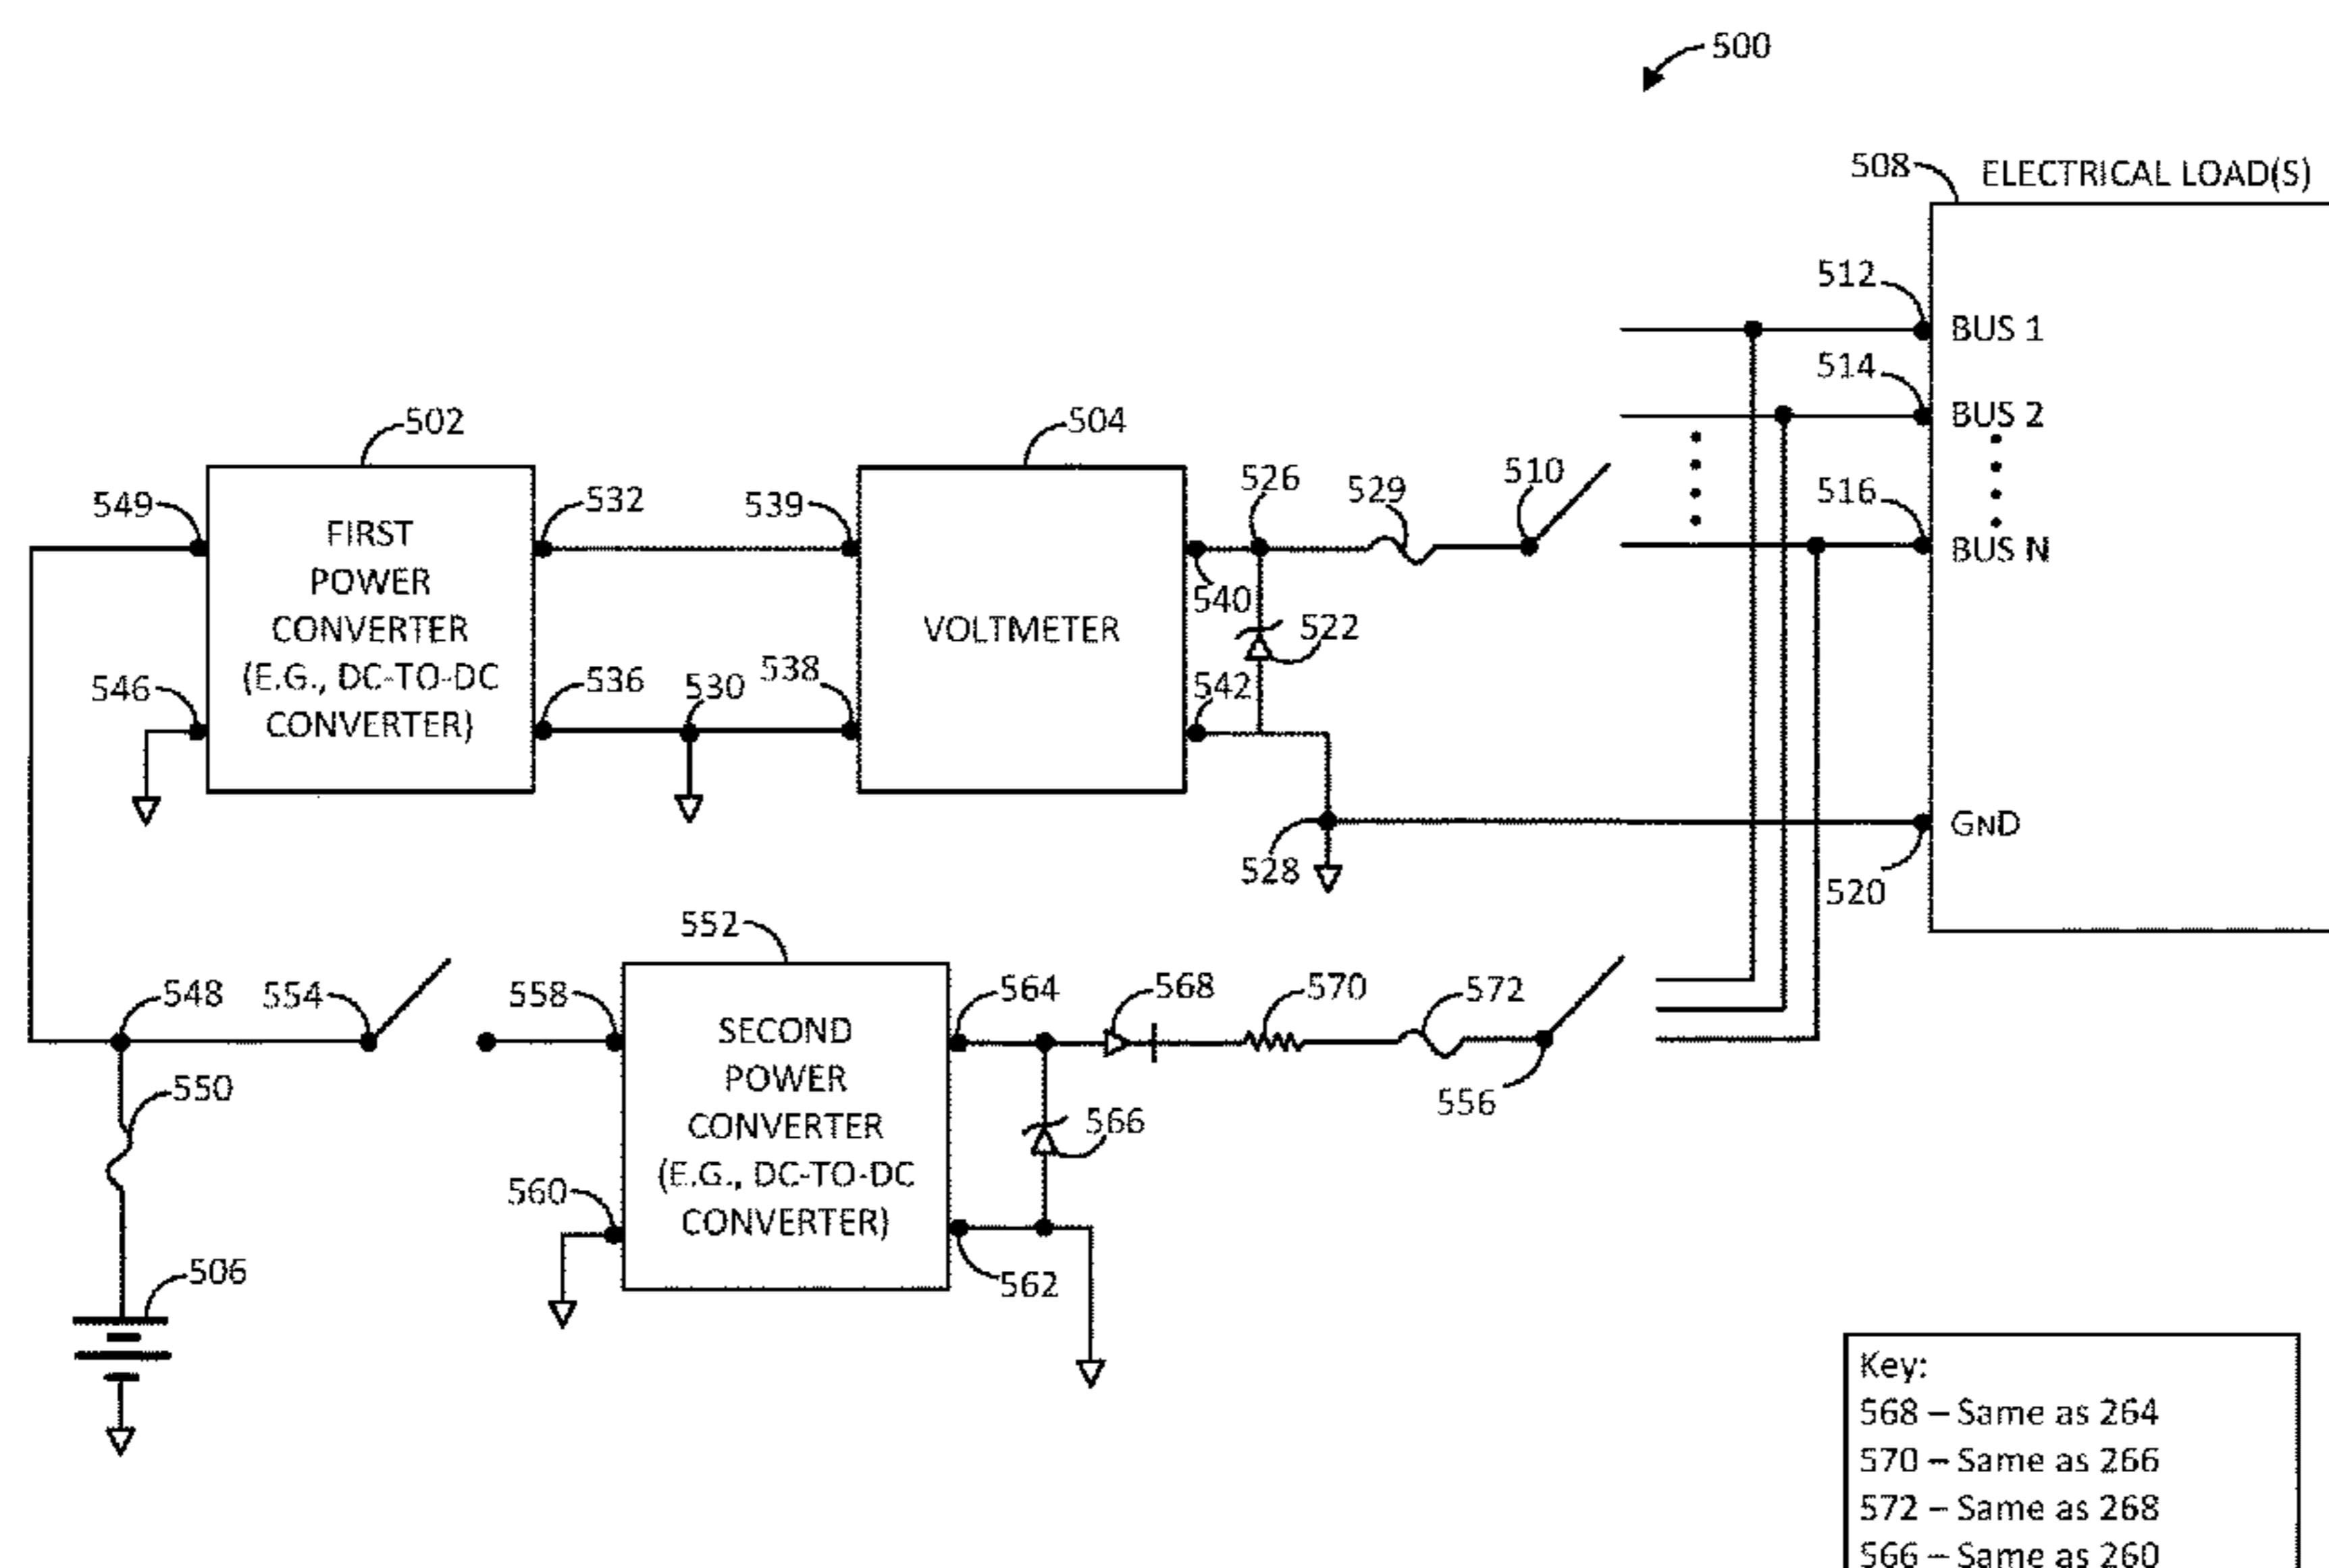 500
508
ELECTRICAL LOAD(S)
512
BUS 1
514
BUS 2
502
504
549
532
539
526
529
510
516
BUS N
FIRST
POWER
CONVERTER
(E.G., DC-TO-DC
CONVERTER)
540
VOLTMETER
522
546
536
530
538
542
GND
528
520
552
548
554
558
564
568
570
572
SECOND
POWER
CONVERTER
(E.G., DC-TO-DC
CONVERTER)
550
556
566
560
506
562
Key:
568 – Same as 264
570 – Same as 266
572 – Same as 268
566 – Same as 260